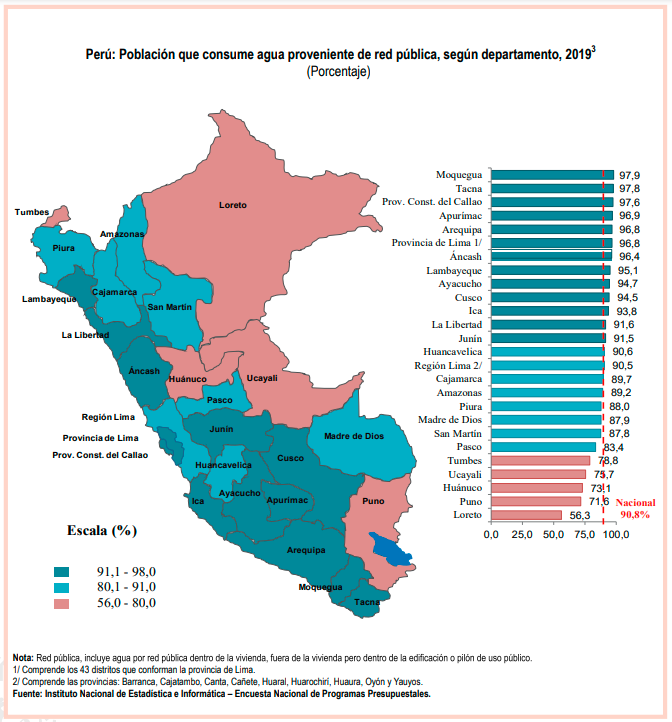 Perú: Población que consume agua proveniente de red pública, según departamento, 2019³
(Porcentaje)
Loreto
Tumbes
Amazonas
Piura
Cajamarca
Lambayeque
San Martin
La Libertad
Áncash
Huánuco
Ucayali
Pasco
Región Lima
Junín
Madre de Dios
Provincia de Lima
Prov. Const. del Callao
Cusco
Huancavelica
Ayacucho
Apurímac
Ica
Puno
Arequipa
Moquegua
Tacna
Escala (%)
91,1 - 98,0
80,1 - 91,0
56,0 - 80,0
Moquegua 97,9
Tacna 97,8
Prov. Const. del Callao 97,6
Apurímac 96,9
Arequipa 96,8
Provincia de Lima 1/ 96,8
Áncash 96,4
Lambayeque 95,1
Ayacucho 94,7
Cusco 94,5
Ica 93,8
La Libertad 91,6
Junín 91,5
Huancavelica 90,6
Región Lima 2/ 90,5
Cajamarca 89,7
Amazonas 89,2
Piura 88,0
Madre de Dios 87,9
San Martín 87,8
Pasco 83,4
Tumbes 78,8
Ucayali 75,7
Huánuco 73,1
Puno 71,6
Loreto 56,3
Nacional
90,8%
0,0 25,0 50,0 75,0 100,0
Nota: Red pública, incluye agua por red pública dentro de la vivienda, fuera de la vivienda pero dentro de la edificación o pilón de uso público.
1/ Comprende los 43 distritos que conforman la provincia de Lima.
2/ Comprende las provincias: Barranca, Cajatambo, Canta, Cañete, Huaral, Huarochirí, Huaura, Oyón y Yauyos.
Fuente: Instituto Nacional de Estadística e Informática – Encuesta Nacional de Programas Presupuestales.